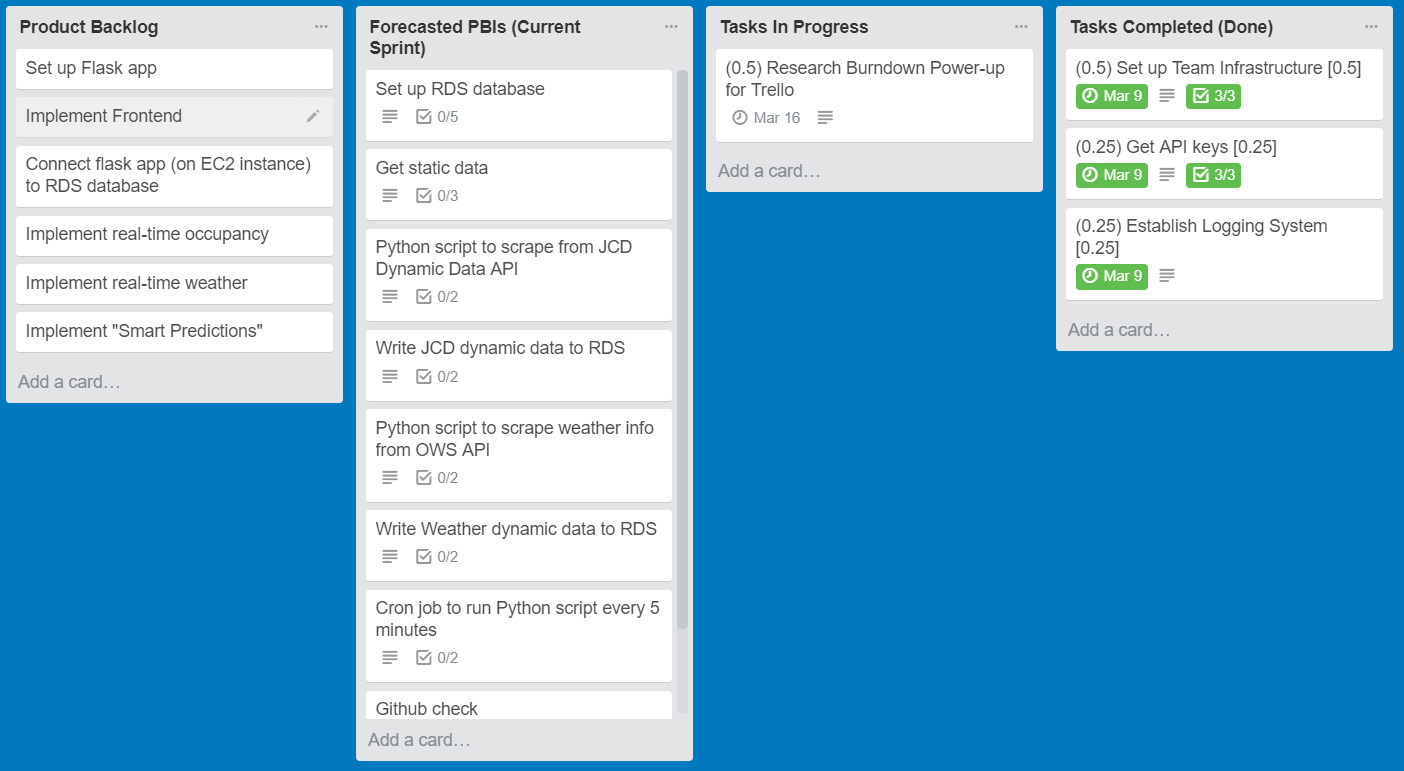 Product Backlog
Set up Flask app
Implement Frontend
Connect flask app (on EC2 instance)
to RDS database
Implement real-time occupancy
Implement real-time weather
Implement "Smart Predictions"
Add a card…
Forecasted PBIs (Current
Sprint)
Set up RDS database
0/5
Get static data
0/3
Python script to scrape from JCD
Dynamic Data API
0/2
Write JCD dynamic data to RDS
0/2
Python script to scrape weather info
from OWS API
0/2
Write Weather dynamic data to RDS
0/2
Cron job to run Python script every 5
minutes
0/2
Github check
Add a card…
Tasks In Progress
(0.5) Research Burndown Power-up
for Trello
Mar 16
Add a card…
Tasks Completed (Done)
(0.5) Set up Team Infrastructure [0.5]
Mar 9 3/3
(0.25) Get API keys [0.25]
Mar 9 3/3
(0.25) Establish Logging System
[0.25]
Mar 9
Add a card…